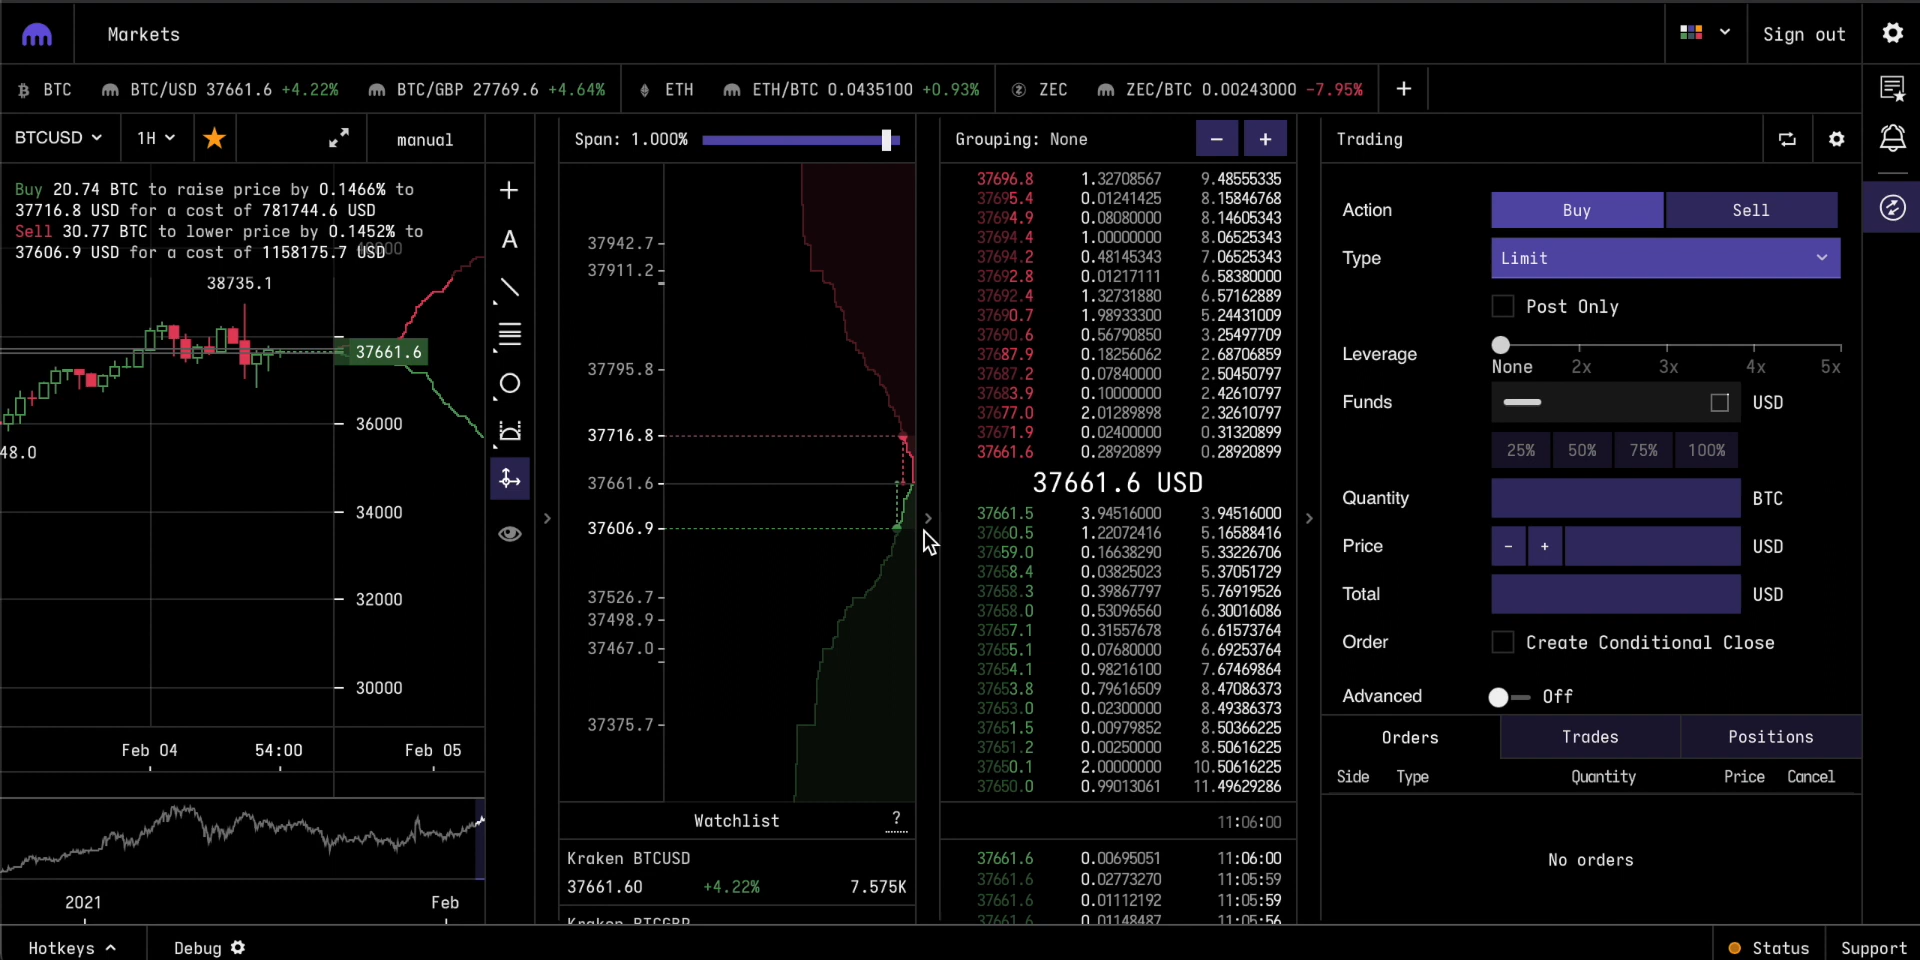 Markets
Sign out
BTC BTC/USD 37661.6 +4.22% BTC/GBP 27769.6 +4.64% ETH ETH/BTC 0.0435100 +0.93% ZEC ZEC/BTC 0.00243000 -7.95% +
BTCUSD 1H manual
Buy 20.74 BTC to raise price by 0.1466% to
37716.8 USD for a cost of 781744.6 USD
Sell 30.77 BTC to lower price by 0.1452% to
37606.9 USD for a cost of 1158175.7 USD
38735.1
37661.6
36000
48.0
34000
32000
30000
Feb 04 54:00 Feb 05
2021 Feb
A
Span: 1.000%
37942.7
37911.2
37795.8
37716.8
37661.6
37606.9
37526.7
37498.9
37467.0
37375.7
Watchlist ?
Kraken BTCUSD
37661.60 +4.22% 7.575K
Kraken BTCGBP
Grouping: None - +
37696.8 1.32708567 9.48555335
37695.4 0.01241425 8.15846768
37694.9 0.08080000 8.14605343
37694.4 1.00000000 8.06525343
37694.2 0.48145343 7.06525343
37692.8 0.01217111 6.58380000
37692.4 1.32731880 6.57162889
37690.7 1.98933300 5.24431009
37690.6 0.56790850 3.25497709
37687.9 0.18256062 2.68706859
37687.2 0.07840000 2.50450797
37683.9 0.10000000 2.42610797
37677.0 2.01289898 2.32610797
37671.9 0.02400000 0.31320899
37661.6 0.28920899 0.28920899
37661.6 USD
37661.5 3.94516000 3.94516000
37660.5 1.22072416 5.16588416
37659.0 0.16638290 5.33226706
37658.4 0.03825023 5.37051729
37658.3 0.39867797 5.76919526
37658.0 0.53096560 6.30016086
37657.1 0.31557678 6.61573764
37655.1 0.07680000 6.69253764
37654.1 0.98216100 7.67469864
37653.8 0.79616509 8.47086373
37653.0 0.02300000 8.49386373
37651.5 0.00979852 8.50366225
37651.2 0.00250000 8.50616225
37650.1 2.00000000 10.50616225
37650.0 0.99013061 11.49629286
11:06:00
37661.6 0.00695051 11:06:00
37661.6 0.02773270 11:05:59
37661.6 0.01112192 11:05:59
37661.6 0.01148487 11:05:56
Trading
Action Buy Sell
Type Limit
Post Only
Leverage
None 2x 3x 4x 5x
Funds USD
25% 50% 75% 100%
Quantity BTC
Price - + USD
Total USD
Order Create Conditional Close
Advanced Off
Orders Trades Positions
Side Type Quantity Price Cancel
No orders
Hotkeys Debug Status Support